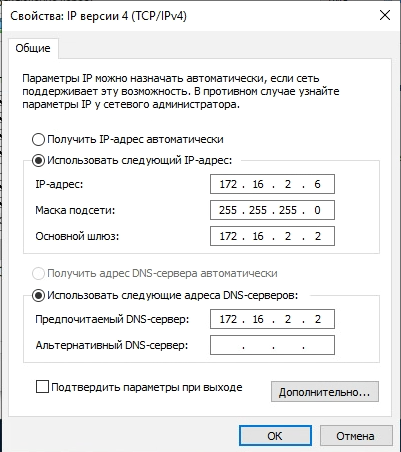 Свойства: IP версии 4 (TCP/IPv4)
Общие
Параметры IP можно назначать автоматически, если сеть
поддерживает эту возможность. В противном случае узнайте
параметры IP у сетевого администратора.
Получить IP-адрес автоматически
Использовать следующий IP-адрес:
IP-адрес: 172 . 16 . 2 . 6
Маска подсети: 255 . 255 . 255 . 0
Основной шлюз: 172 . 16 . 2 . 2
Получить адрес DNS-сервера автоматически
Использовать следующие адреса DNS-серверов:
Предпочитаемый DNS-сервер: 172 . 16 . 2 . 2
Альтернативный DNS-сервер: . . .
Подтвердить параметры при выходе
Дополнительно...
ОК Отмена